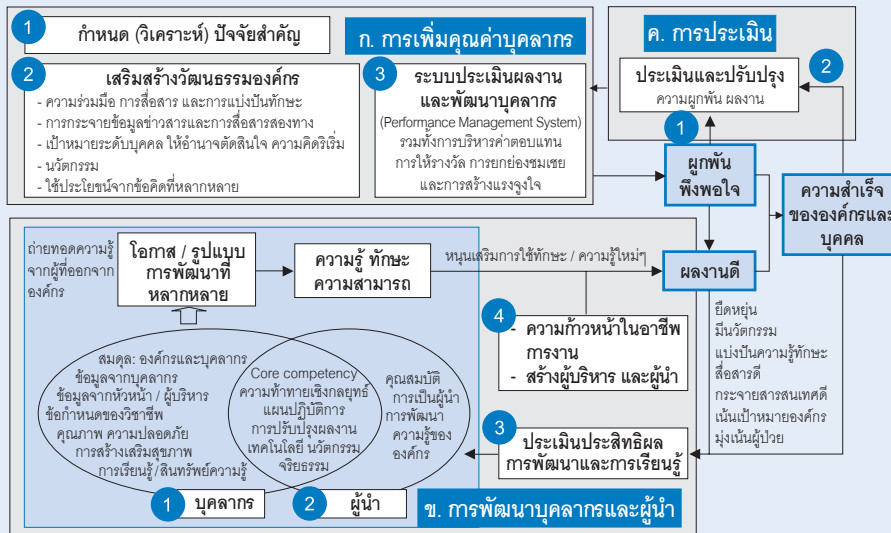 1
กำหนด (วิเคราะห์) ปัจจัยสำคัญ
ก. การเพิ่มคุณค่าบุคลากร
2
เสริมสร้างวัฒนธรรมองค์กร
- ความร่วมมือ การสื่อสาร และการแบ่งปันทักษะ
- การกระจายข้อมูลข่าวสารและการสื่อสารสองทาง
- เป้าหมายระดับบุคคล ให้อำนาจตัดสินใจ ความคิดริเริ่ม
- นวัตกรรม
- ใช้ประโยชน์จากข้อคิดที่หลากหลาย
3
ระบบประเมินผลงาน
และพัฒนาบุคลากร
(Performance Management System)
รวมทั้งการบริหารค่าตอบแทน
การให้รางวัล การยกย่องชมเชย
และการสร้างแรงจูงใจ
ค. การประเมิน
ประเมินและปรับปรุง
ความผูกพัน ผลงาน
2
1
ผูกพัน
พึงพอใจ
ความสำเร็จ
ขององค์กรและ
บุคคล
ผลงานดี
ถ่ายทอดความรู้
จากผู้ที่ออกจาก
องค์กร
โอกาส / รูปแบบ
การพัฒนาที่
หลากหลาย
ความรู้ ทักษะ
ความสามารถ
หนุนเสริมการใช้ทักษะ / ความรู้ใหม่ๆ
4
- ความก้าวหน้าในอาชีพ
การงาน
- สร้างผู้บริหาร และผู้นำ
ยืดหยุ่น
มีนวัตกรรม
แบ่งปันความรู้ทักษะ
สื่อสารดี
กระจายสารสนเทศดี
เน้นเป้าหมายองค์กร
มุ่งเน้นผู้ป่วย
สมดุล: องค์กรและบุคลากร
ข้อมูลจากบุคลากร
ข้อมูลจากหัวหน้า / ผู้บริหาร
ข้อกำหนดของวิชาชีพ
คุณภาพ ความปลอดภัย
การสร้างเสริมสุขภาพ
การเรียนรู้/สินทรัพย์ความรู้
Core competency
ความท้าทายเชิงกลยุทธ์
แผนปฏิบัติการ
การปรับปรุงผลงาน
เทคโนโลยี นวัตกรรม
จริยธรรม
คุณสมบัติ
การเป็นผู้นำ
การพัฒนา
ความรู้ของ
องค์กร
3
ประเมินประสิทธิผล
การพัฒนาและการเรียนรู้
1
บุคลากร
2
ผู้นำ
ข. การพัฒนาบุคลากรและผู้นำ